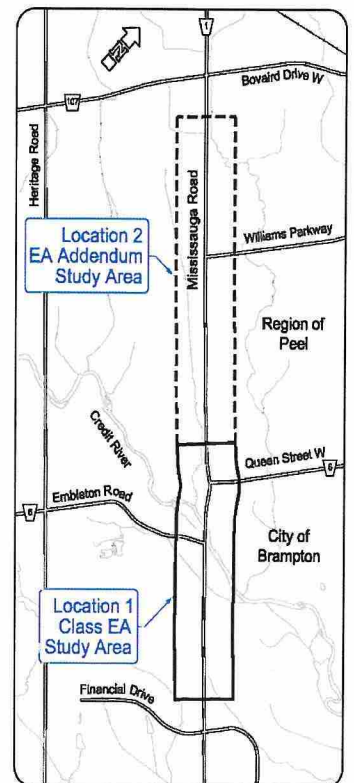 N
1
Bovaird Drive W
107
Heritage Road
Mississauga Road
Williams Parkway
Location 2
EA Addendum
Study Area
Region of
Peel
Credit River
Queen Street W
6
Embleton Road
6
City of
Brampton
Location 1
Class EA
Study Area
Financial Drive